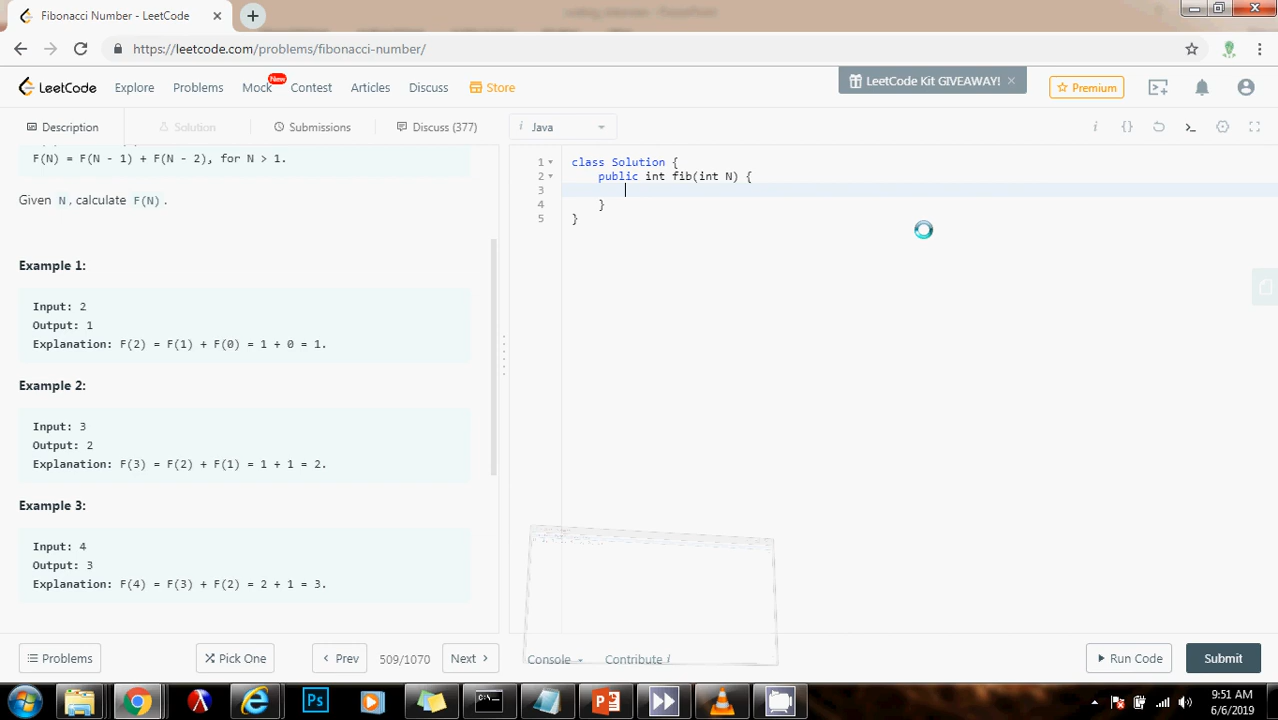 Fibonacci Number - LeetCode
https://leetcode.com/problems/fibonacci-number/
LeetCode Explore Problems Mock New Contest Articles Discuss Store
LeetCode Kit GIVEAWAY!
Premium
Description Solution Submissions Discuss (377)
i Java
F(N) = F(N - 1) + F(N - 2), for N > 1.
Given N, calculate F(N).
Example 1:
Input: 2
Output: 1
Explanation: F(2) = F(1) + F(0) = 1 + 0 = 1.
Example 2:
Input: 3
Output: 2
Explanation: F(3) = F(2) + F(1) = 1 + 1 = 2.
Example 3:
Input: 4
Output: 3
Explanation: F(4) = F(3) + F(2) = 2 + 1 = 3.
1 class Solution {
2 public int fib(int N) {
3
4 }
5 }
Problems Pick One Prev 509/1070 Next
Console Contribute i
Run Code Submit
Ps
9:51 AM
6/6/2019